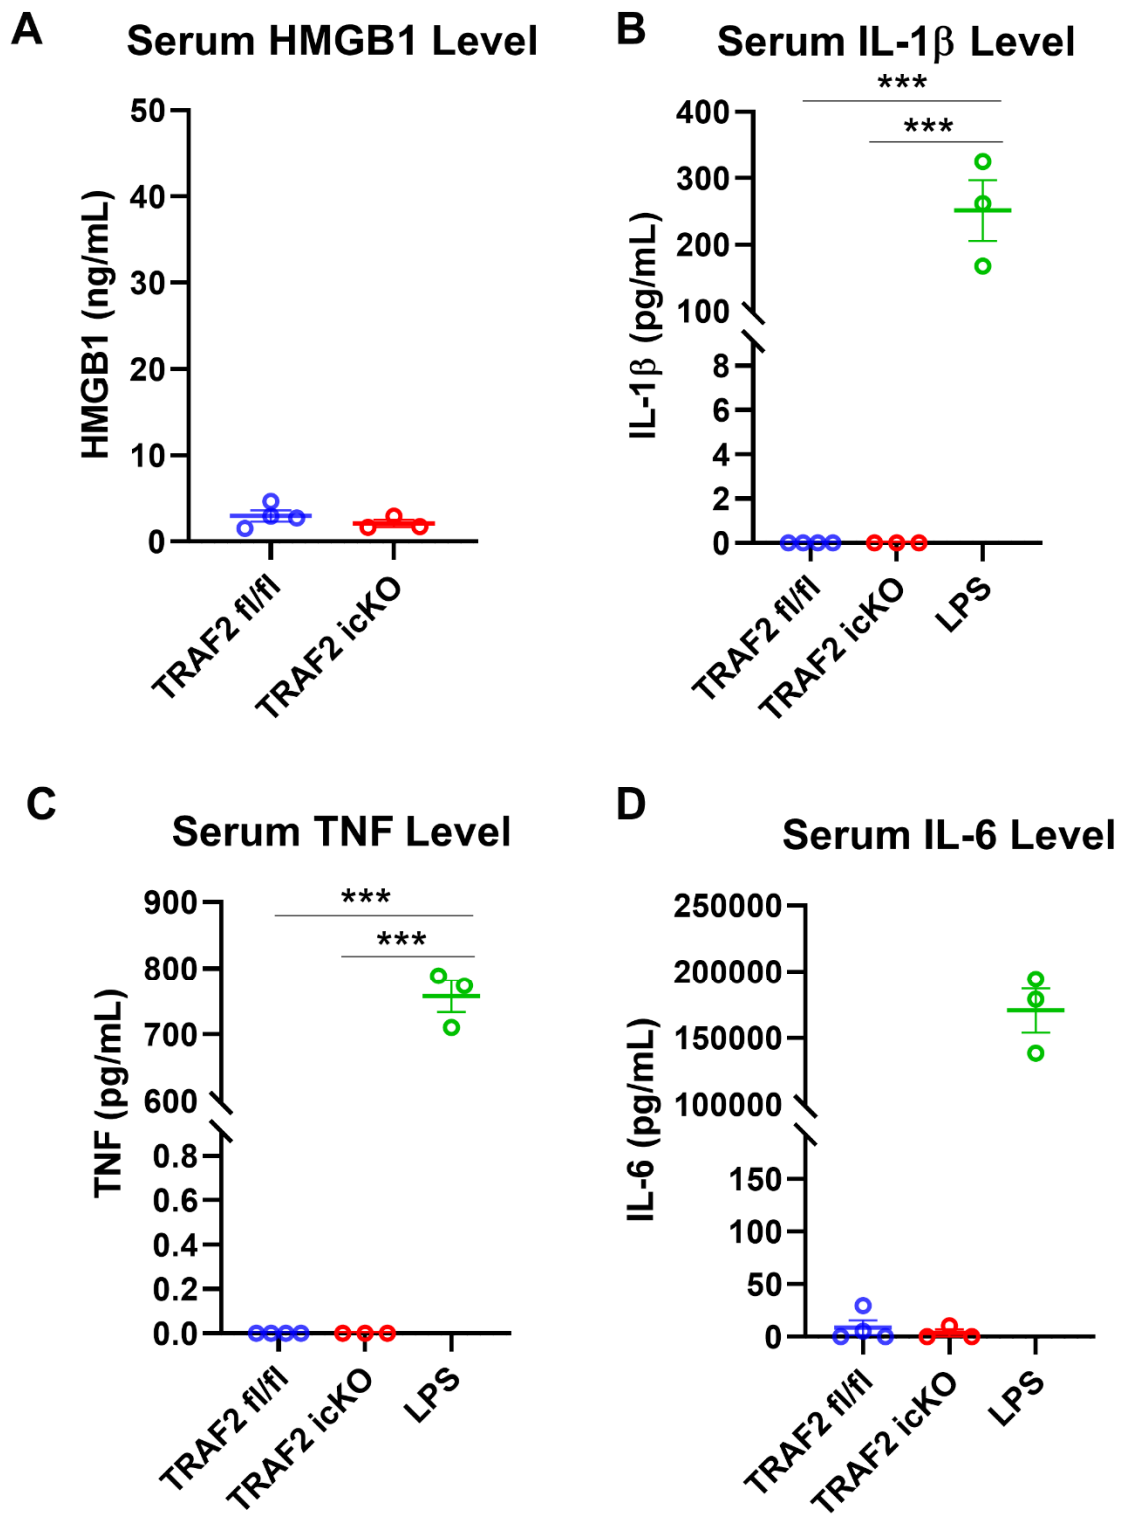 A
Serum HMGB1 Level
HMGB1 (ng/mL)
50
40
30
20
10
0
TRAF2 fl/fl
TRAF2 icKO
B
Serum IL-1β Level
***
***
IL-1β (pg/mL)
400
300
200
100
8
6
4
2
0
TRAF2 fl/fl
TRAF2 icKO
LPS
C
Serum TNF Level
***
***
TNF (pg/mL)
900
800
700
600
0.8
0.6
0.4
0.2
0.0
TRAF2 fl/fl
TRAF2 icKO
LPS
D
Serum IL-6 Level
IL-6 (pg/mL)
250000
200000
150000
100000
150
100
50
0
TRAF2 fl/fl
TRAF2 icKO
LPS